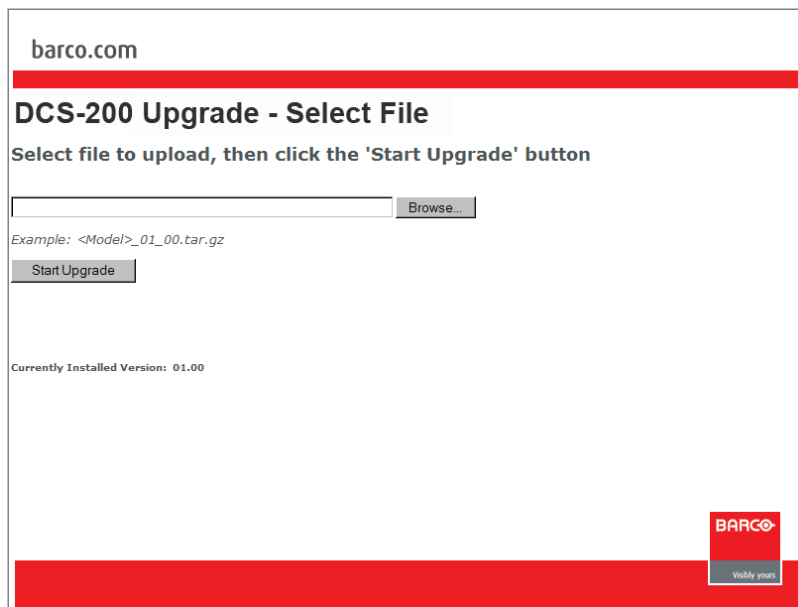 barco.com
DCS-200 Upgrade - Select File
Select file to upload, then click the 'Start Upgrade' button
Browse...
Example: <Model>_01_00.tar.gz
Start Upgrade
Currently Installed Version: 01.00
BARCO
Visibly yours